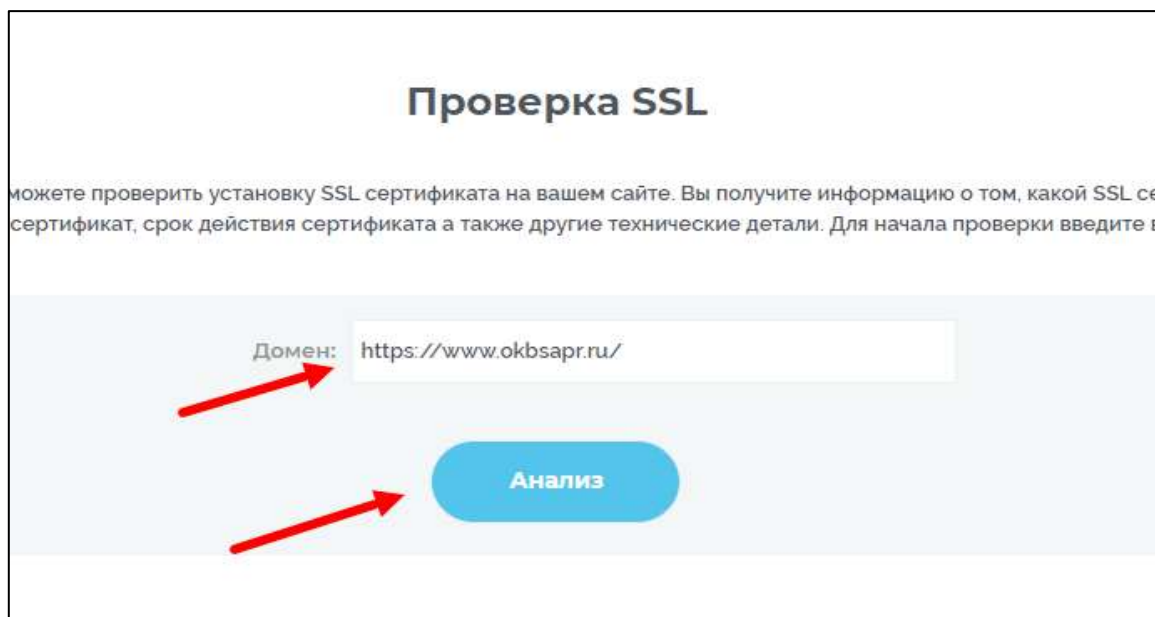 Проверка SSL
можете проверить установку SSL сертификата на вашем сайте. Вы получите информацию о том, какой SSL
сертификат, срок действия сертификата а также другие технические детали. Для начала проверки введите
Домен: https://www.okbsapr.ru/
Анализ